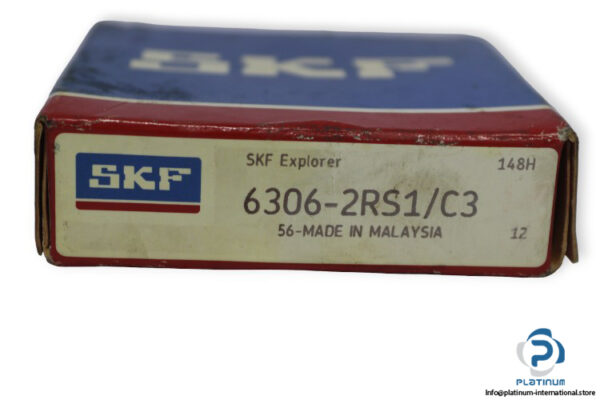 SKF
SKF
SKF Explorer 148H
6306-2RS1/C3
56-MADE IN MALAYSIA 12
PLATINUM
Info@platinum-international.store